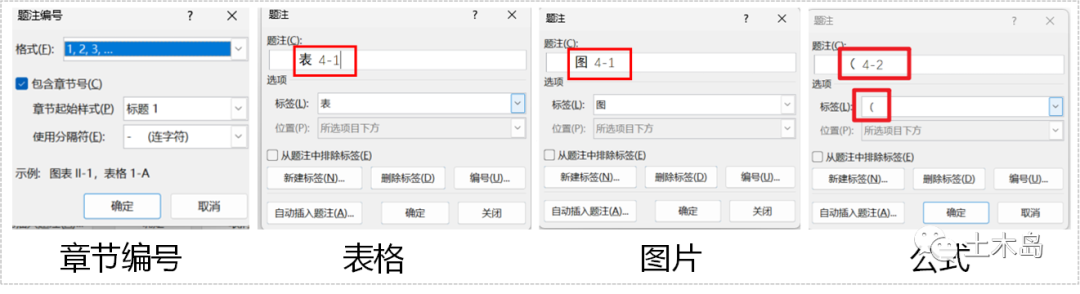 题注编号
格式(F): 1, 2, 3, ...
包含章节号(C)
章节起始样式(P) 标题 1
使用分隔符(E): - (连字符)
示例: 图表 II-1, 表格 1-A
确定 取消
章节编号
题注
题注(C):
表 4-1
选项
标签(L): 表
位置(P): 所选项目下方
从题注中排除标签(E)
新建标签(N)... 删除标签(D) 编号(U)...
自动插入题注(A)... 确定 关闭
表格
题注
题注(C):
图 4-1
选项
标签(L): 图
位置(P): 所选项目下方
从题注中排除标签(E)
新建标签(N)... 删除标签(D) 编号(U)...
自动插入题注(A)... 确定 关闭
图片
题注
题注(C):
( 4-2
选项
标签(L): (
位置(P): 所选项目下方
从题注中排除标签(E)
新建标签(N)... 删除标签(D) 编号(U)...
自动插入题注(A)... 确定 取消
公式
土木岛